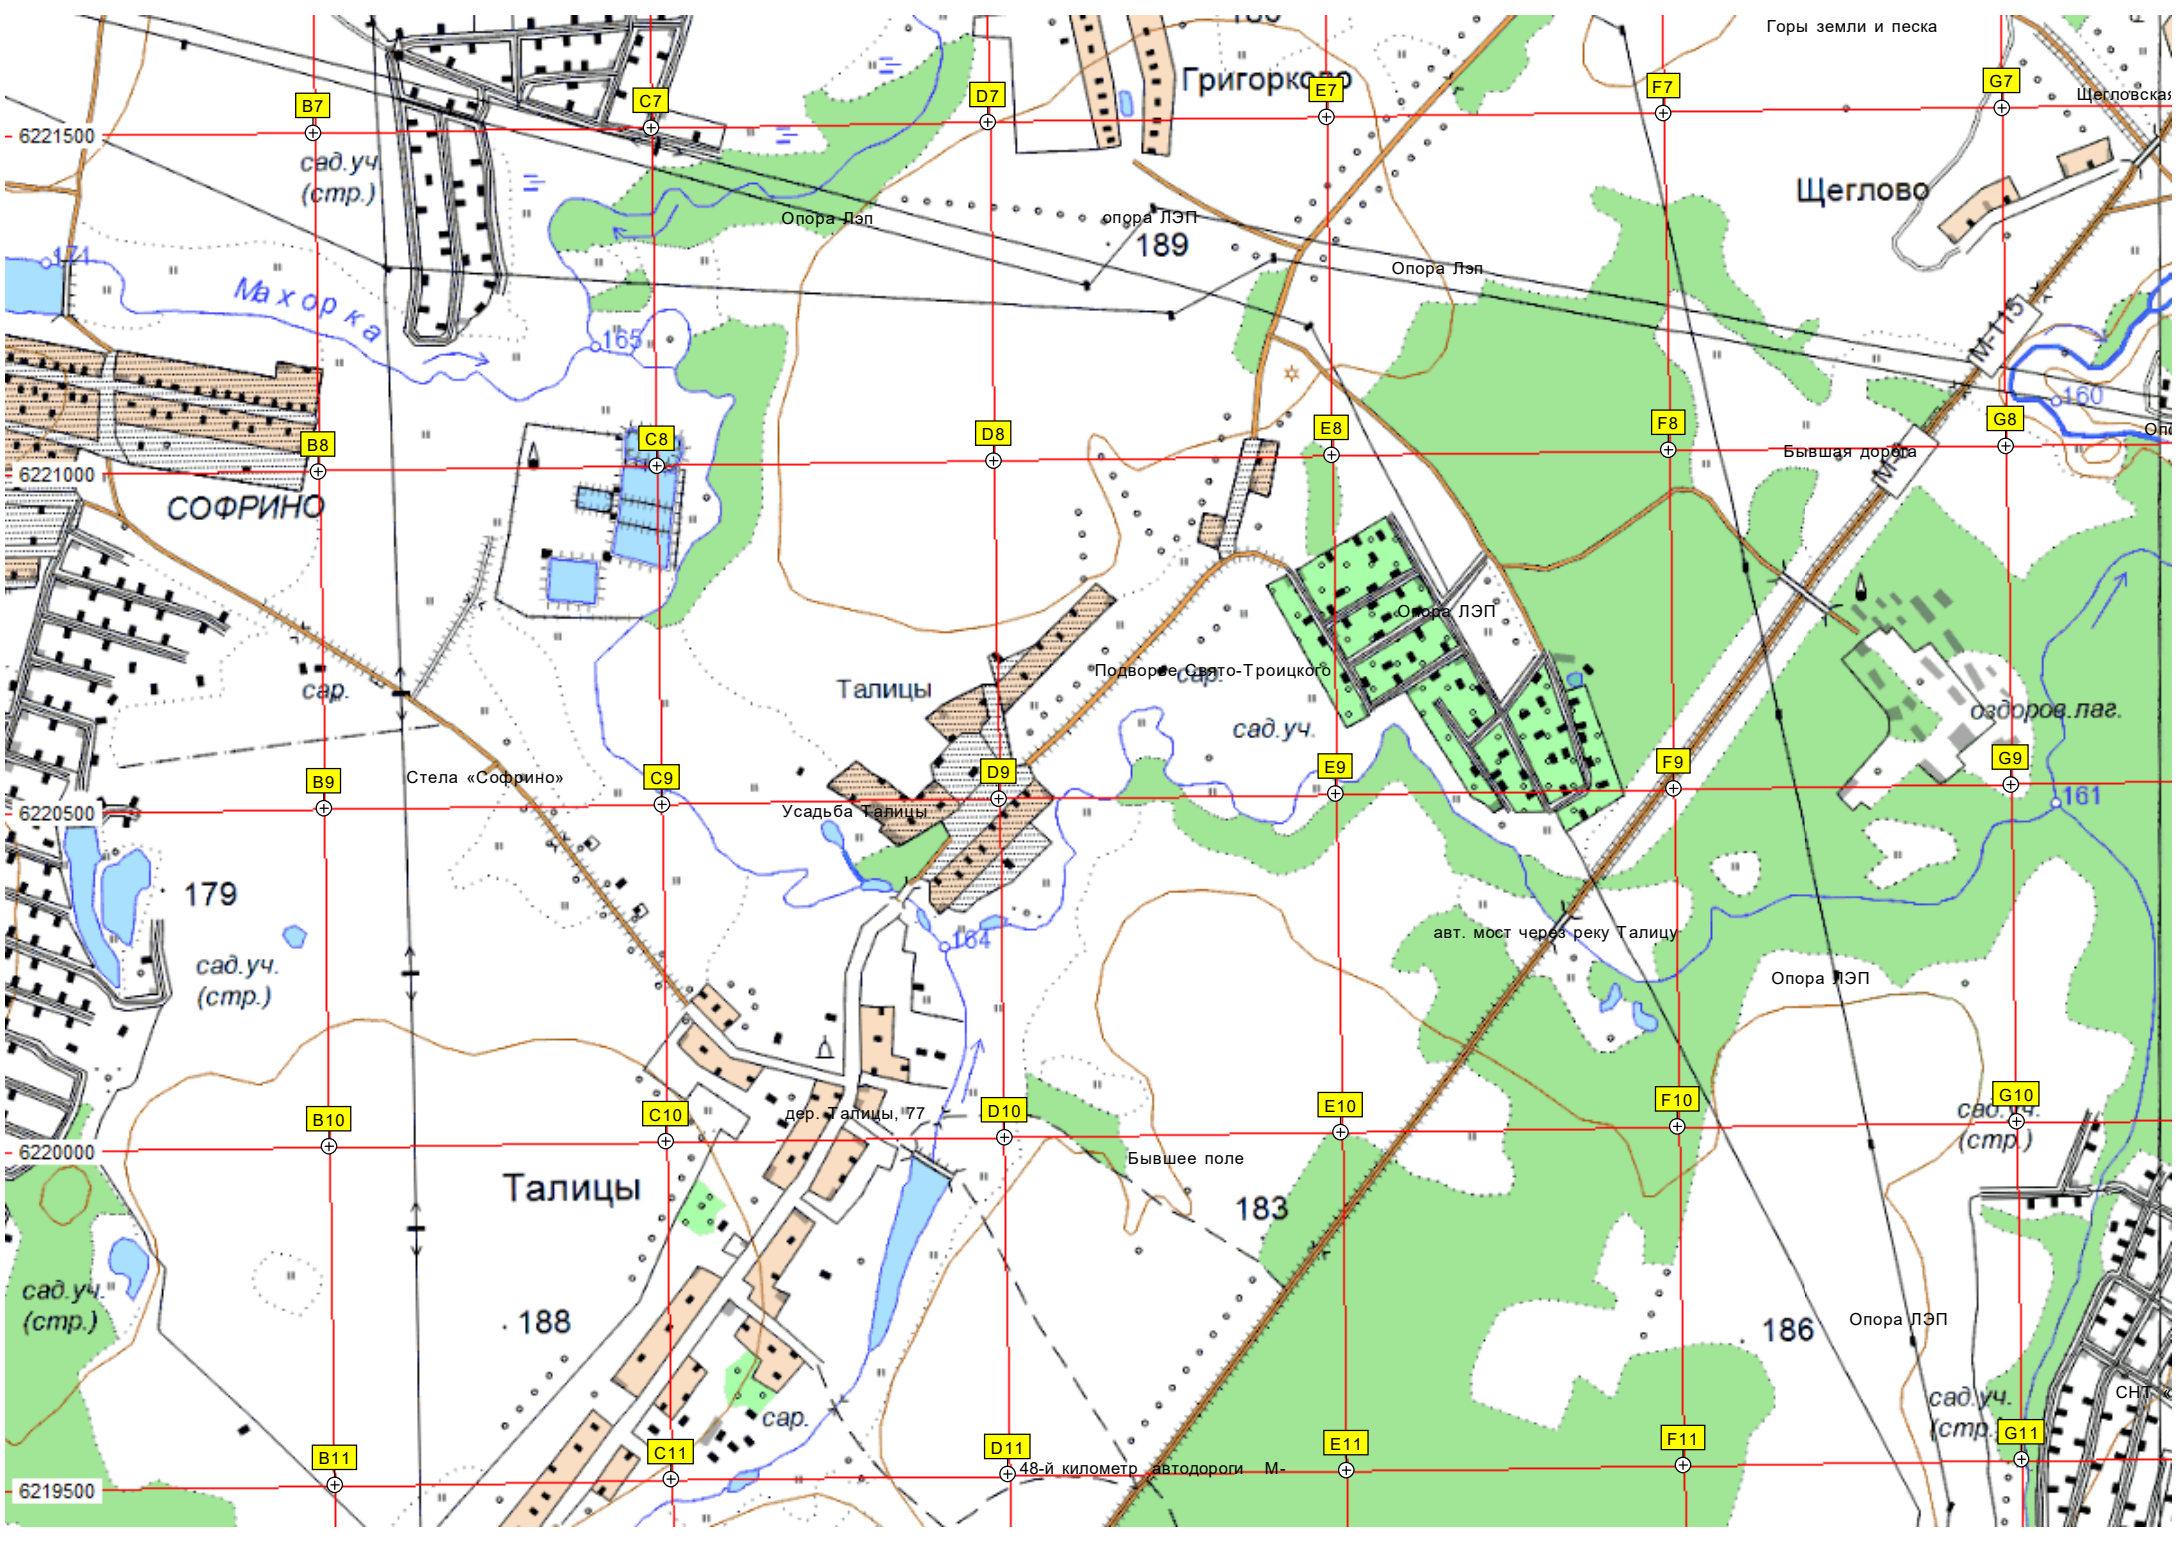 Горы земли и песка
Григорково
B7
C7
D7
E7
F7
G7
Щегловская
6221500
сад.уч.
(стр.)
Щеглово
Опора Лэп
опора ЛЭП
189
171
Опора Лэп
Махорка
165
М-115
160
B8
C8
D8
E8
F8
G8
Бывшая дорога
6221000
СОФРИНО
Опора ЛЭП
сар.
Талицы
Подворье Свято-Троицкого
сар.
сад.уч.
оздоров.лаг.
B9
Стела «Софрино»
C9
D9
E9
F9
G9
161
6220500
Усадьба Талицы
179
164
авт. мост через реку Талицу
сад.уч.
(стр.)
Опора ЛЭП
B10
C10
дер. Талицы, 77
D10
E10
F10
G10
сад.уч.
(стр.)
6220000
Бывшее поле
Талицы
183
сад.уч.
(стр.)
188
186
Опора ЛЭП
сад.уч.
(стр.)
СНТ
сар.
B11
C11
D11
E11
F11
G11
48-й километр автодороги М-
6219500